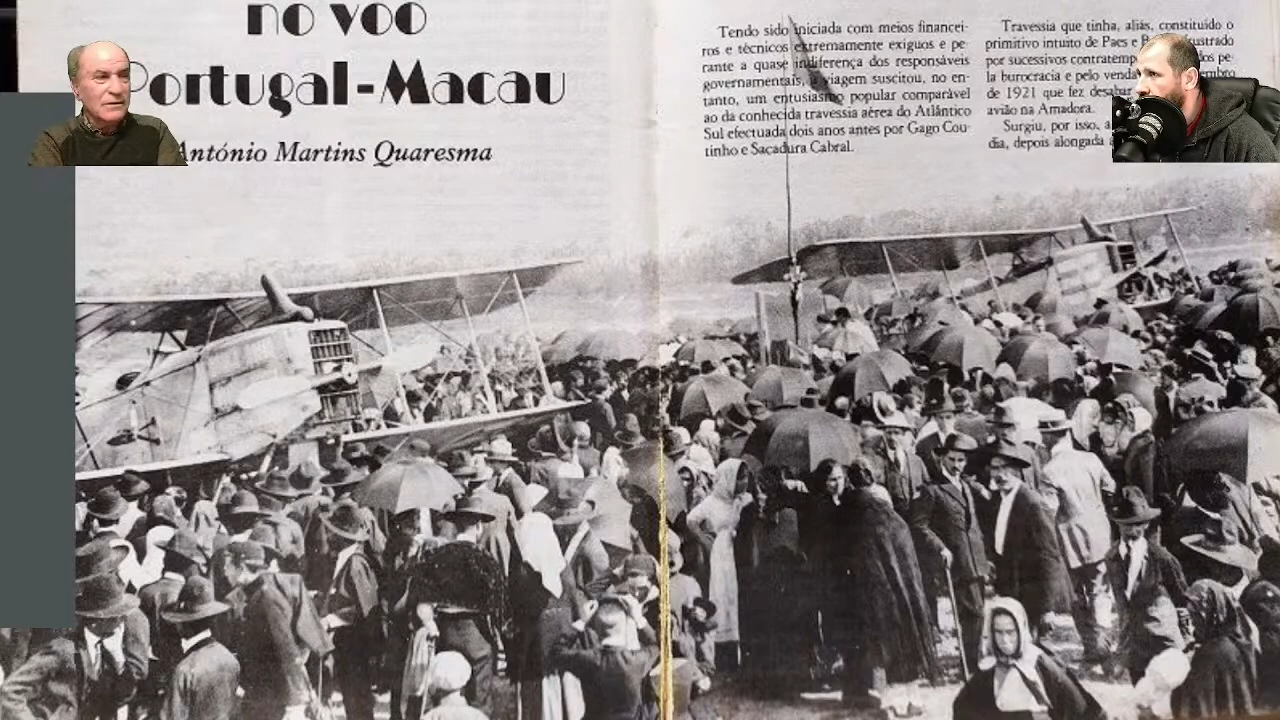 no voo
Portugal-Macau
António Martins Quaresma
Tendo sido iniciada com meios financei-
ros e técnicos extremamente exíguos e pe-
rante a quase indiferença dos responsáveis
governamentais, a viagem suscitou, no en-
tanto, um entusiasmo popular comparável
ao da conhecida travessia aérea do Atlântico
Sul efectuada dois anos antes por Gago Cou-
tinho e Sacadura Cabral.
Travessia que tinha, aliás, constituído o
primitivo intuito de Paes e
por sucessivos contratemp
la burocracia e pelo venda
de 1921 que fez desabar
avião na Amadora.
Surgiu, por isso, a
dia, depois alongada